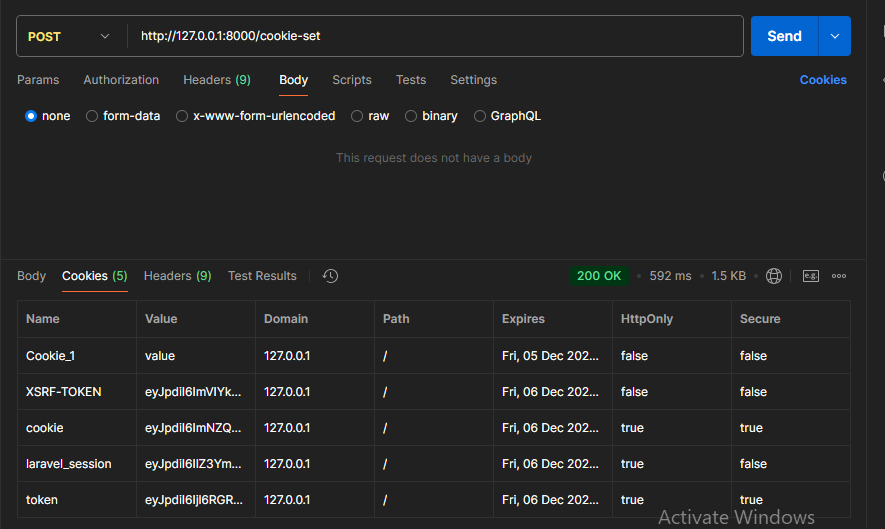 POST http://127.0.0.1:8000/cookie-set Send
Params Authorization Headers (9) Body Scripts Tests Settings Cookies
none form-data x-www-form-urlencoded raw binary GraphQL
This request does not have a body
Body Cookies (5) Headers (9) Test Results 200 OK 592 ms 1.5 KB e.g.
Name Value Domain Path Expires HttpOnly Secure
Cookie_1 value 127.0.0.1 / Fri, 05 Dec 202... false false
XSRF-TOKEN eyJpdiI6ImVIYk... 127.0.0.1 / Fri, 06 Dec 202... false false
cookie eyJpdiI6ImNZQ... 127.0.0.1 / Fri, 06 Dec 202... true true
laravel_session eyJpdiI6IlZ3Ym... 127.0.0.1 / Fri, 06 Dec 202... true false
token eyJpdiI6IjI6RGR... 127.0.0.1 / Fri, 06 Dec 202... true true
Activate Windows